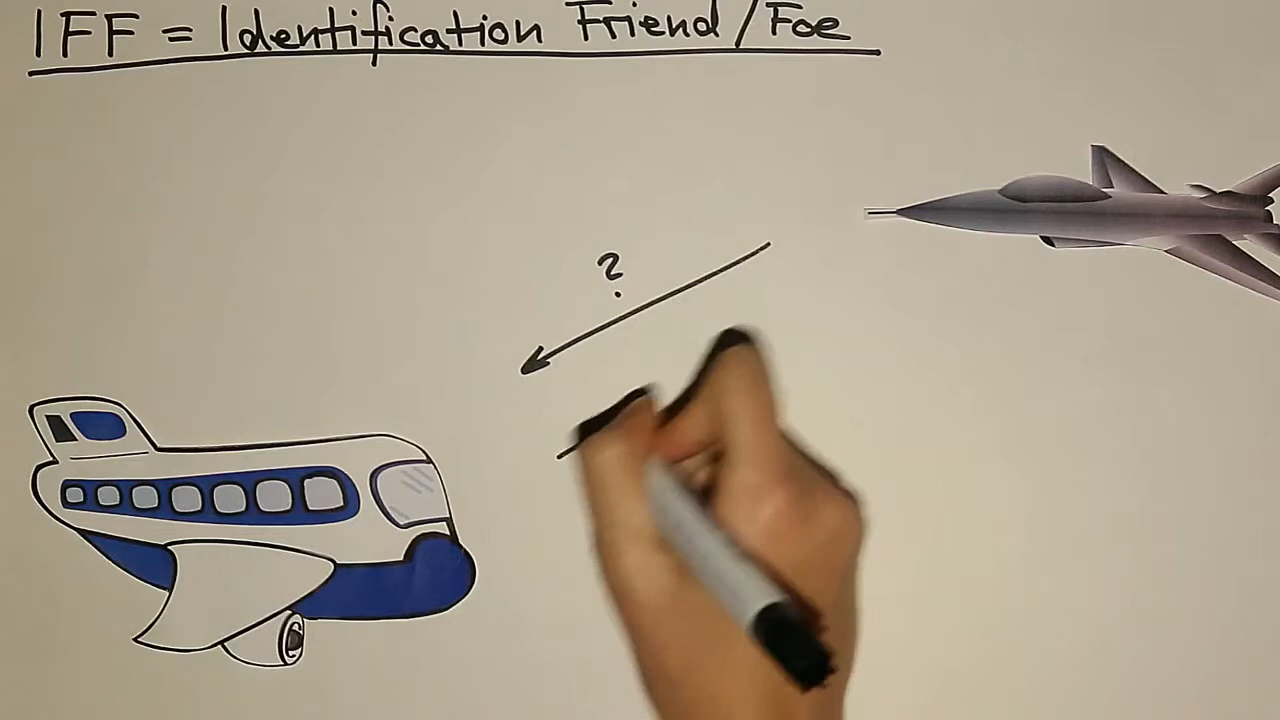 IFF = Identification Friend / Foe
?